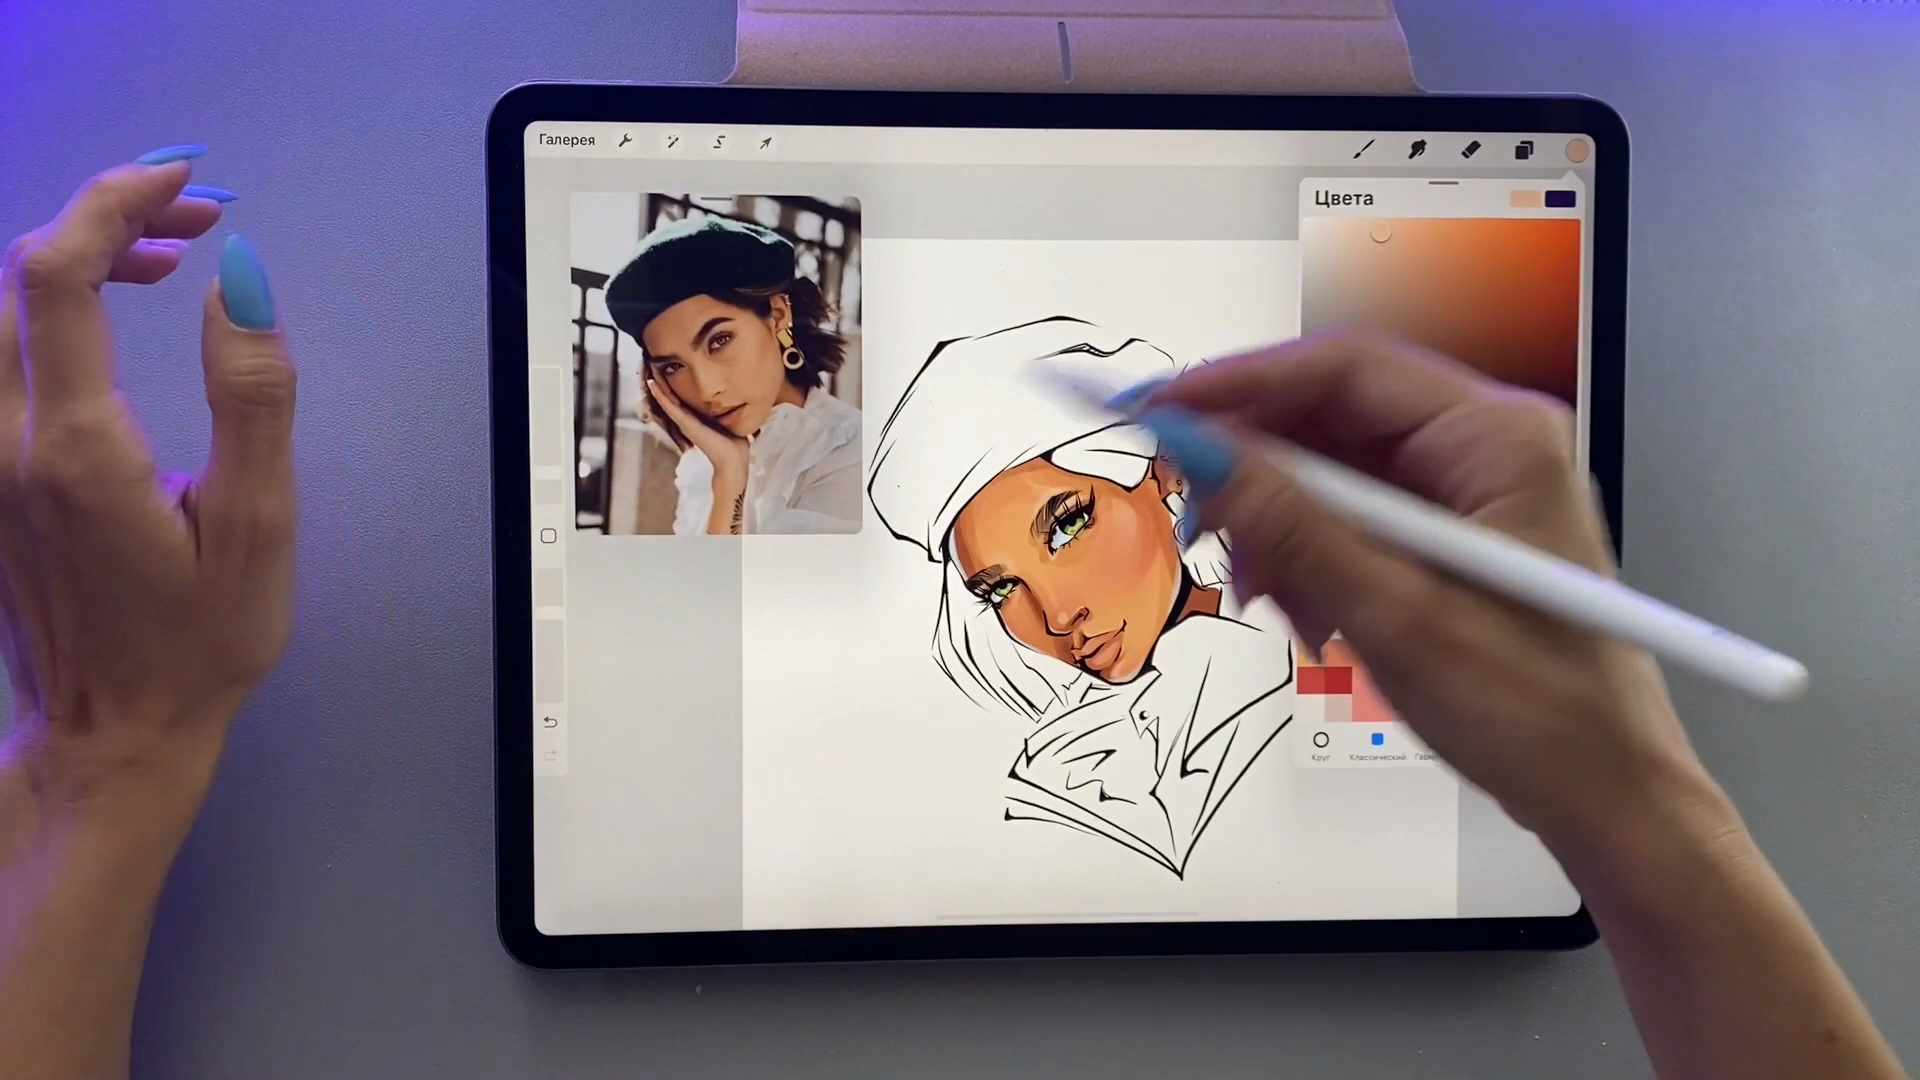 Галерея
Цвета
Круг
Классический